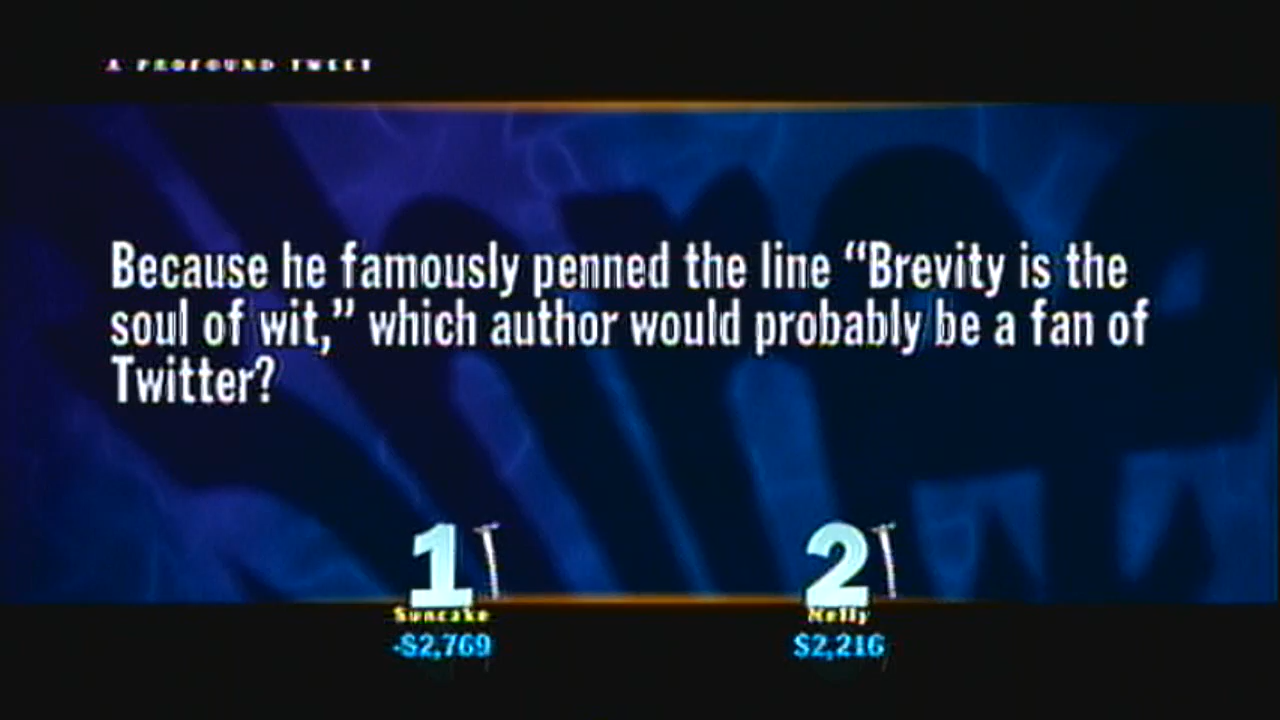 A PROFOUND TWEET
Because he famously penned the line “Brevity is the
soul of wit,” which author would probably be a fan of
Twitter?
1
2
Suncake
Nelly
-$2,769
$2,216